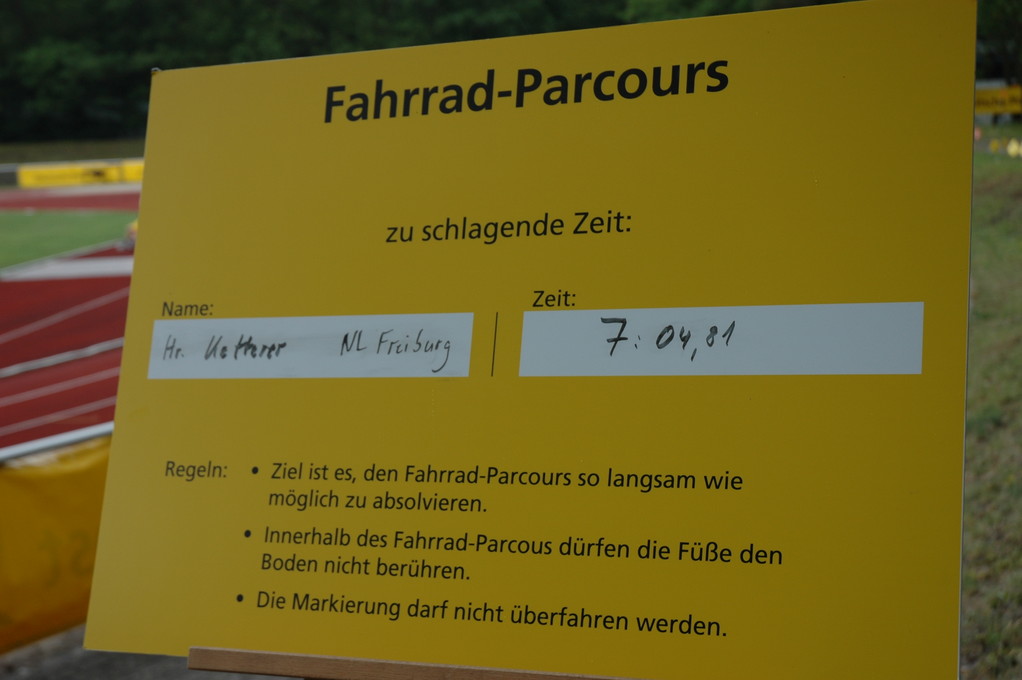 Fahrrad-Parcours
zu schlagende Zeit:
Name:
Zeit:
Hr. Ketterer NL Freiburg
7:04,81
Regeln: • Ziel ist es, den Fahrrad-Parcours so langsam wie
möglich zu absolvieren.
• Innerhalb des Fahrrad-Parcous dürfen die Füße den
Boden nicht berühren.
• Die Markierung darf nicht überfahren werden.